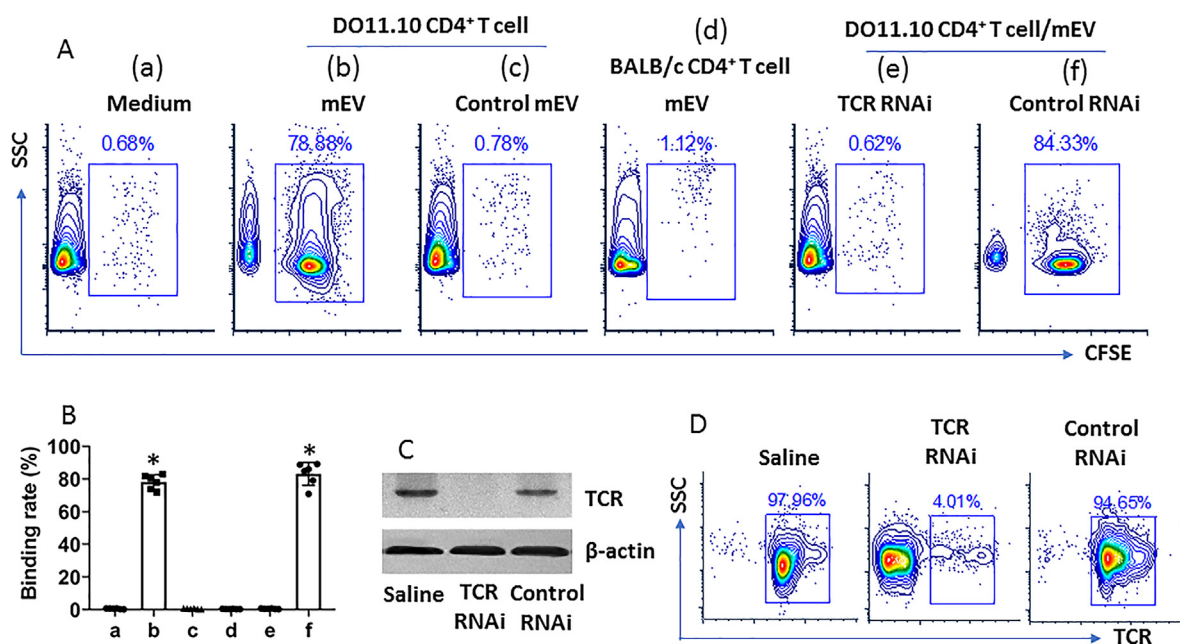 A
DO11.10 CD4⁺ T cell
(d)
DO11.10 CD4⁺ T cell/mEV
(a) (b) (c) (e) (f)
BALB/c CD4⁺ T cell
Medium mEV Control mEV mEV TCR RNAi Control RNAi
0.68% 78.88% 0.78% 1.12% 0.62% 84.33%
SSC
CFSE
B
Binding rate (%)
100
80
60
40
20
0
* *
a b c d e f
C
TCR
β-actin
Saline TCR RNAi Control RNAi
D
Saline TCR RNAi Control RNAi
97.96% 4.01% 94.65%
SSC
TCR